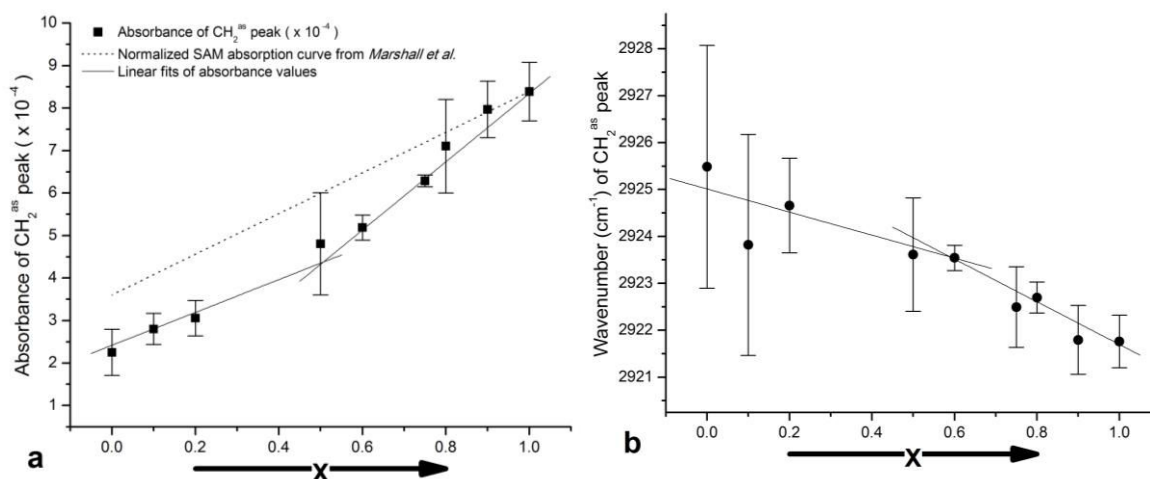 10
9
8
7
6
5
4
3
2
1
Absorbance of CH₂ᵃˢ peak ( x 10⁻⁴)
Absorbance of CH₂ᵃˢ peak ( x 10⁻⁴)
Normalized SAM absorption curve from Marshall et al.
Linear fits of absorbance values
0.0 0.2 0.4 0.6 0.8 1.0
a
X
2928
2927
2926
2925
2924
2923
2922
2921
Wavenumber (cm⁻¹) of CH₂ᵃˢ peak
0.0 0.2 0.4 0.6 0.8 1.0
b
X